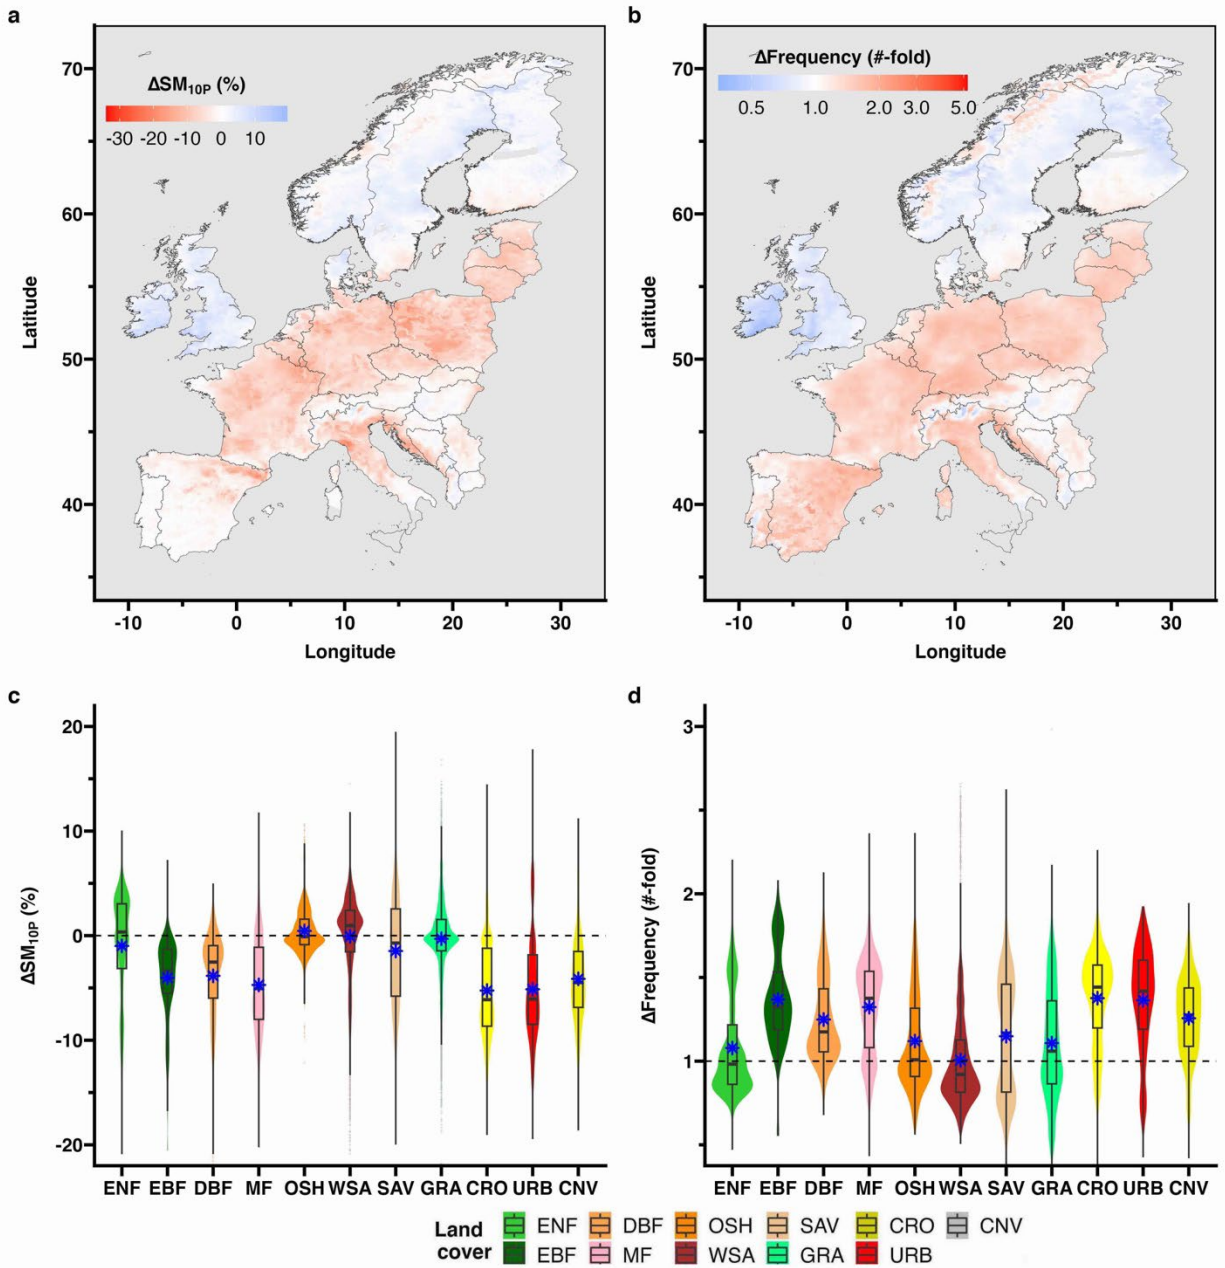 a
b
ΔSM10P (%)
-30 -20 -10 0 10
ΔFrequency (#-fold)
0.5 1.0 2.0 3.0 5.0
Latitude
70
60
50
40
-10 0 10 20 30
Longitude
Latitude
70
60
50
40
-10 0 10 20 30
Longitude
c
d
ΔSM10P (%)
20
10
0
-10
-20
ENF EBF DBF MF OSH WSA SAV GRA CRO URB CNV
ΔFrequency (#-fold)
3
2
1
ENF EBF DBF MF OSH WSA SAV GRA CRO URB CNV
Land
cover
ENF DBF OSH SAV CRO CNV
EBF MF WSA GRA URB